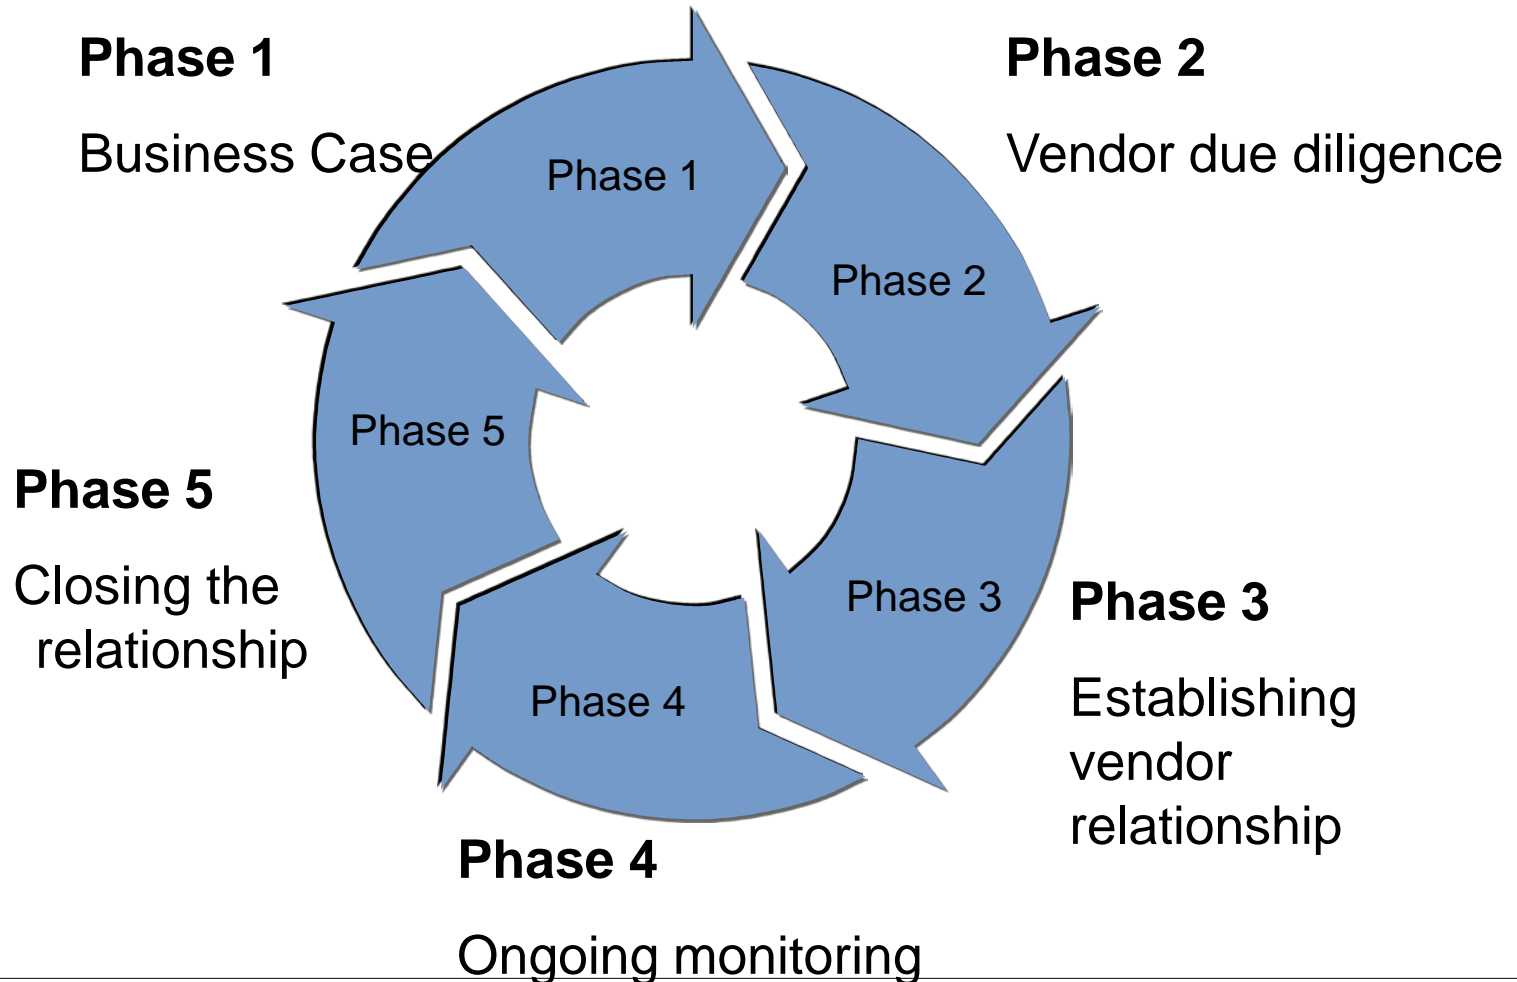 Phase 1
Business Case
Phase 2
Vendor due diligence
Phase 1
Phase 2
Phase 5
Phase 3
Phase 4
Phase 5
Closing the
relationship
Phase 3
Establishing
vendor
relationship
Phase 4
Ongoing monitoring